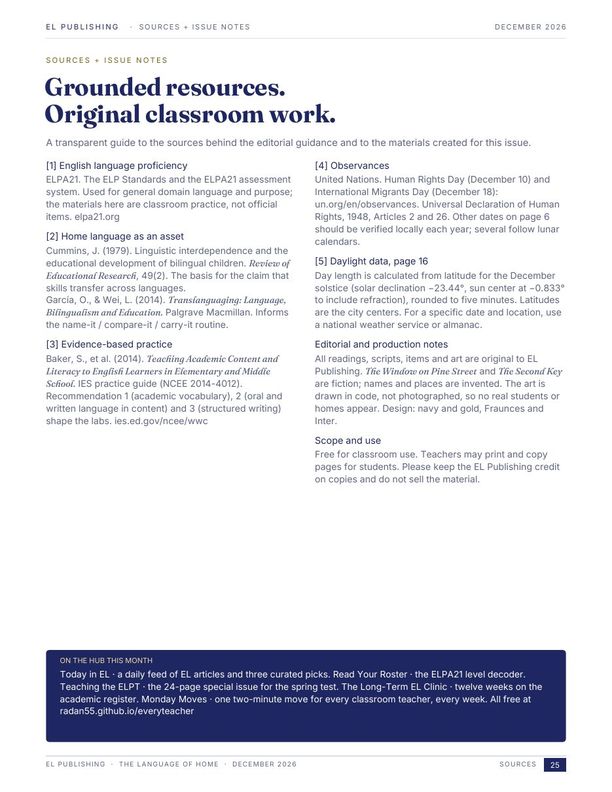 EL PUBLISHING · SOURCES + ISSUE NOTES
DECEMBER 2026
SOURCES + ISSUE NOTES
Grounded resources.
Original classroom work.
A transparent guide to the sources behind the editorial guidance and to the materials created for this issue.
[1] English language proficiency
ELPA21. The ELP Standards and the ELPA21 assessment
system. Used for general domain language and purpose;
the materials here are classroom practice, not official
items. elpa21.org
[2] Home language as an asset
Cummins, J. (1979). Linguistic interdependence and the
educational development of bilingual children. Review of
Educational Research, 49(2). The basis for the claim that
skills transfer across languages.
García, O., & Wei, L. (2014). Translanguaging: Language,
Bilingualism and Education. Palgrave Macmillan. Informs
the name-it / compare-it / carry-it routine.
[3] Evidence-based practice
Baker, S., et al. (2014). Teaching Academic Content and
Literacy to English Learners in Elementary and Middle
School. IES practice guide (NCEE 2014-4012).
Recommendation 1 (academic vocabulary), 2 (oral and
written language in content) and 3 (structured writing)
shape the labs. ies.ed.gov/ncee/wwc
[4] Observances
United Nations. Human Rights Day (December 10) and
International Migrants Day (December 18):
un.org/en/observances. Universal Declaration of Human
Rights, 1948, Articles 2 and 26. Other dates on page 6
should be verified locally each year; several follow lunar
calendars.
[5] Daylight data, page 16
Day length is calculated from latitude for the December
solstice (solar declination −23.44°, sun center at −0.833°
to include refraction), rounded to five minutes. Latitudes
are the city centers. For a specific date and location, use
a national weather service or almanac.
Editorial and production notes
All readings, scripts, items and art are original to EL
Publishing. The Window on Pine Street and The Second Key
are fiction; names and places are invented. The art is
drawn in code, not photographed, so no real students or
homes appear. Design: navy and gold, Fraunces and
Inter.
Scope and use
Free for classroom use. Teachers may print and copy
pages for students. Please keep the EL Publishing credit
on copies and do not sell the material.
ON THE HUB THIS MONTH
Today in EL · a daily feed of EL articles and three curated picks. Read Your Roster · the ELPA21 level decoder.
Teaching the ELPT · the 24-page special issue for the spring test. The Long-Term EL Clinic · twelve weeks on the
academic register. Monday Moves · one two-minute move for every classroom teacher, every week. All free at
radan55.github.io/everyteacher
EL PUBLISHING · THE LANGUAGE OF HOME · DECEMBER 2026
SOURCES 25